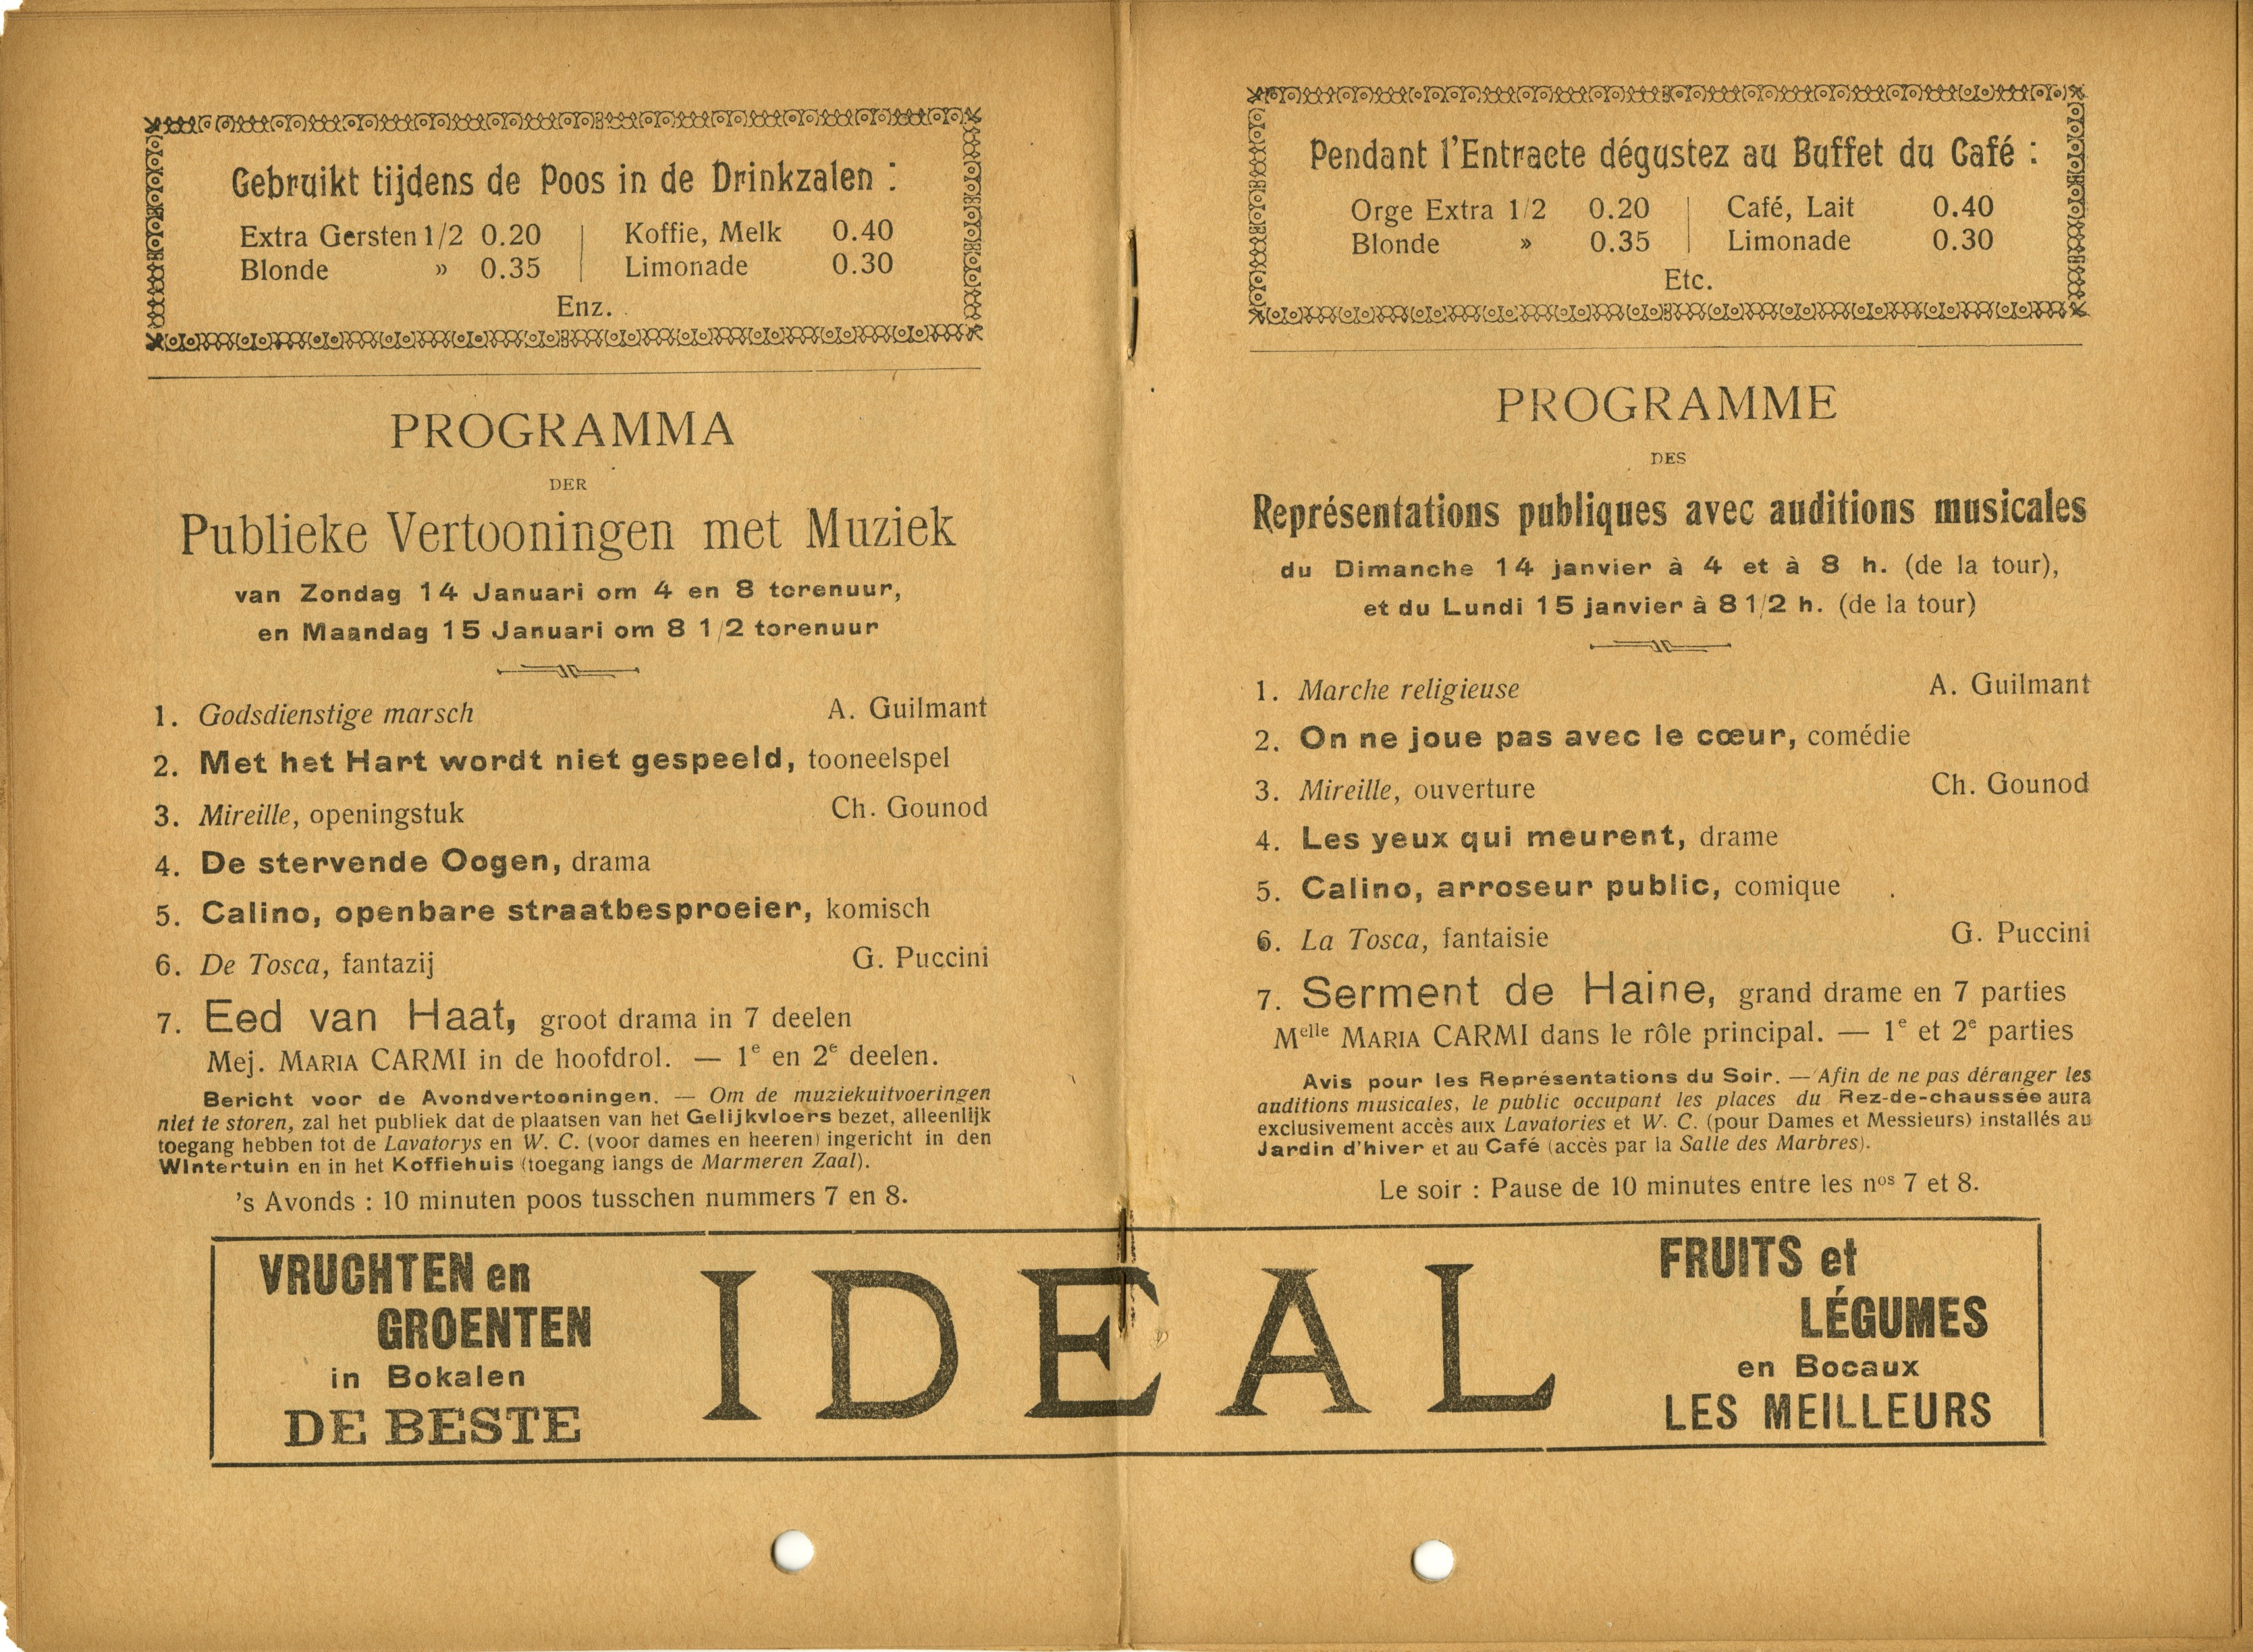 Gebruikt tijdens de Poos in de Drinkzalen :
Extra Gersten 1/2 0.20 | Koffie, Melk 0.40
Blonde » 0.35 | Limonade 0.30
Enz.
PROGRAMMA
DER
Publieke Vertooningen met Muziek
van Zondag 14 Januari om 4 en 8 torenuur,
en Maandag 15 Januari om 8 1/2 torenuur
1. Godsdienstige marsch A. Guilmant
2. Met het Hart wordt niet gespeeld, tooneelspel
3. Mireille, openingstuk Ch. Gounod
4. De stervende Oogen, drama
5. Calino, openbare straatbesproeier, komisch
6. De Tosca, fantazij G. Puccini
7. Eed van Haat, groot drama in 7 deelen
Mej. MARIA CARMI in de hoofdrol. — 1e en 2e deelen.
Bericht voor de Avondvertooningen. — Om de muziekuitvoeringen
niet te storen, zal het publiek dat de plaatsen van het Gelijkvloers bezet, alleenlijk
toegang hebben tot de Lavatorys en W. C. (voor dames en heeren) ingericht in den
Wintertuin en in het Koffiehuis (toegang langs de Marmeren Zaal).
's Avonds : 10 minuten poos tusschen nummers 7 en 8.
VRUCHTEN en
GROENTEN
in Bokalen
DE BESTE
IDEAL
Pendant l'Entracte dégustez au Buffet du Café :
Orge Extra 1/2 0.20 | Café, Lait 0.40
Blonde » 0.35 | Limonade 0.30
Etc.
PROGRAMME
DES
Représentations publiques avec auditions musicales
du Dimanche 14 janvier à 4 et à 8 h. (de la tour),
et du Lundi 15 janvier à 8 1/2 h. (de la tour)
1. Marche religieuse A. Guilmant
2. On ne joue pas avec le cœur, comédie
3. Mireille, ouverture Ch. Gounod
4. Les yeux qui meurent, drame
5. Calino, arroseur public, comique
6. La Tosca, fantaisie G. Puccini
7. Serment de Haine, grand drame en 7 parties
Melle MARIA CARMI dans le rôle principal. — 1e et 2e parties
Avis pour les Représentations du Soir. — Afin de ne pas déranger les
auditions musicales, le public occupant les places du Rez-de-chaussée aura
exclusivement accès aux Lavatories et W. C. (pour Dames et Messieurs) installés au
Jardin d'hiver et au Café (accès par la Salle des Marbres).
Le soir : Pause de 10 minutes entre les nos 7 et 8.
FRUITS et
LÉGUMES
en Bocaux
LES MEILLEURS